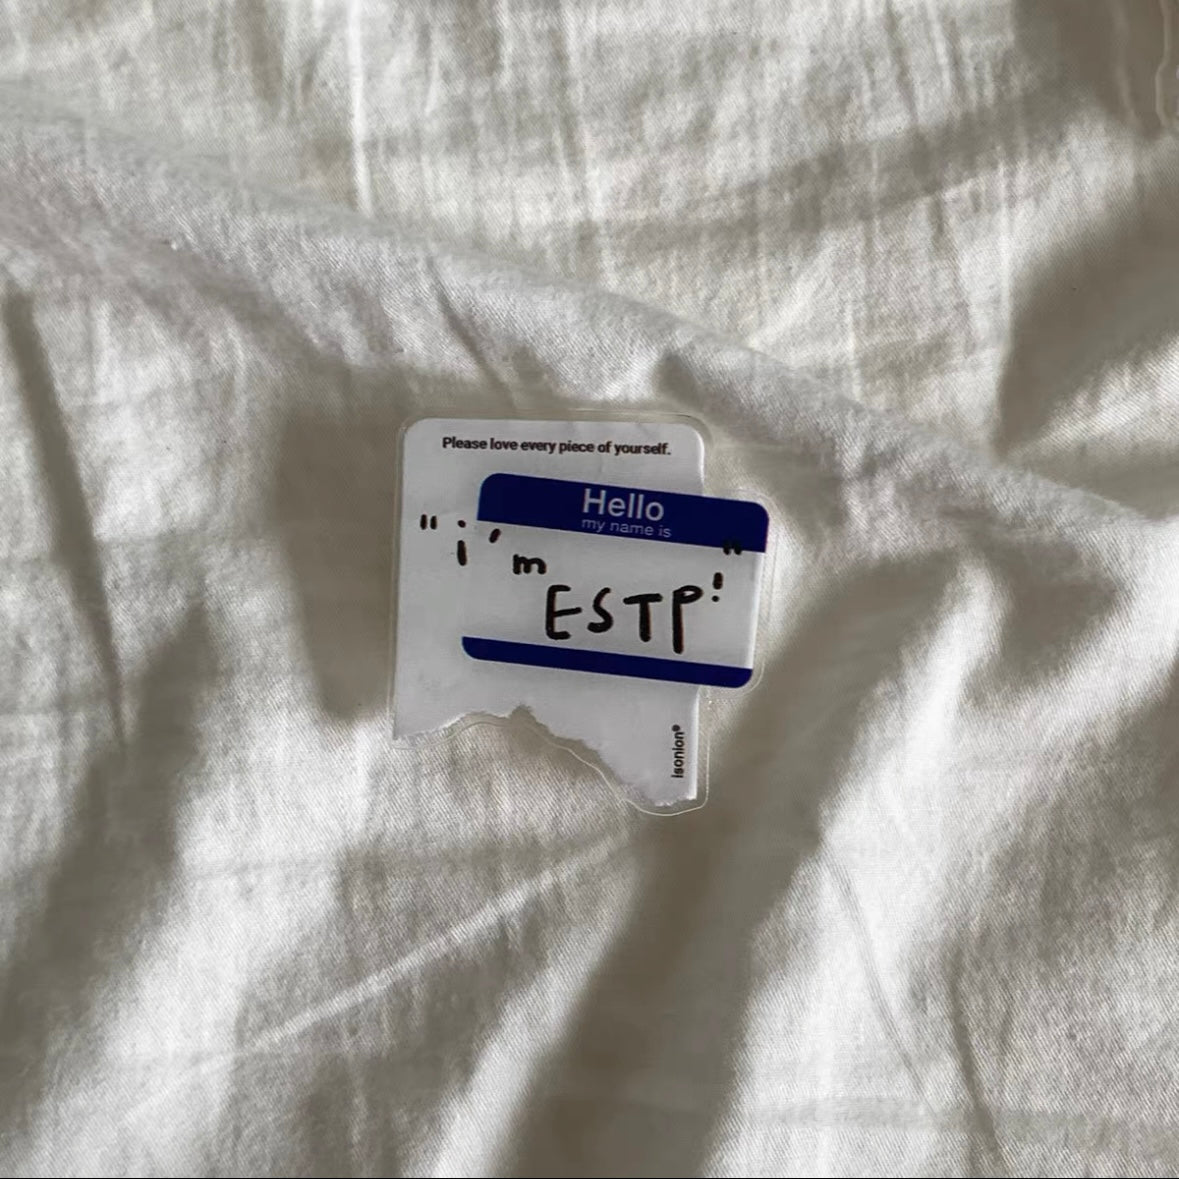 Please love every piece of yourself.
Hello
my name is
"i'm
ESTP!"
isonion®